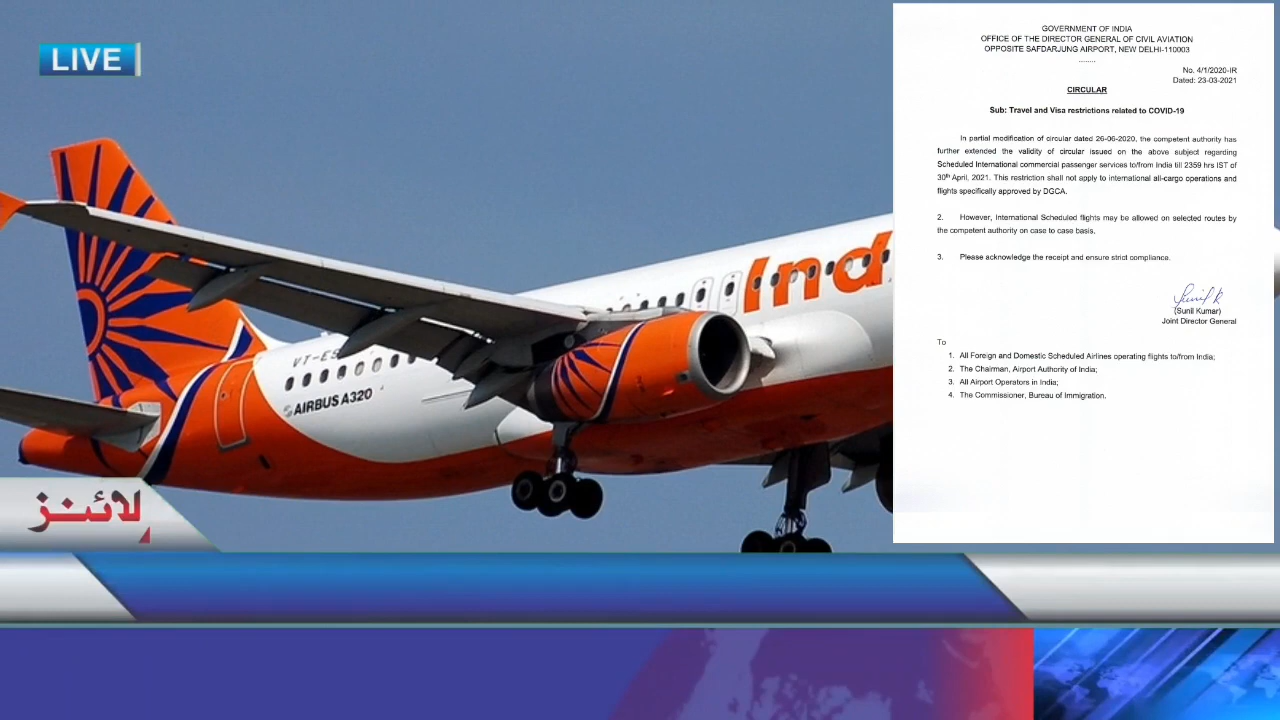 LIVE
GOVERNMENT OF INDIA
OFFICE OF THE DIRECTOR GENERAL OF CIVIL AVIATION
OPPOSITE SAFDARJUNG AIRPORT, NEW DELHI-110003
........
No. 4/1/2020-IR
Dated: 23-03-2021
CIRCULAR
Sub: Travel and Visa restrictions related to COVID-19
In partial modification of circular dated 26-06-2020, the competent authority has
further extended the validity of circular issued on the above subject regarding
Scheduled International commercial passenger services to/from India till 2359 hrs IST of
30th April, 2021. This restriction shall not apply to international all-cargo operations and
flights specifically approved by DGCA.
2. However, International Scheduled flights may be allowed on selected routes by
the competent authority on case to case basis.
3. Please acknowledge the receipt and ensure strict compliance.
Sunil K
(Sunil Kumar)
Joint Director General
To
1. All Foreign and Domestic Scheduled Airlines operating flights to/from India;
2. The Chairman, Airport Authority of India;
3. All Airport Operators in India;
4. The Commissioner, Bureau of Immigration.
Ind
VT-ES
AIRBUS A320
لائنز